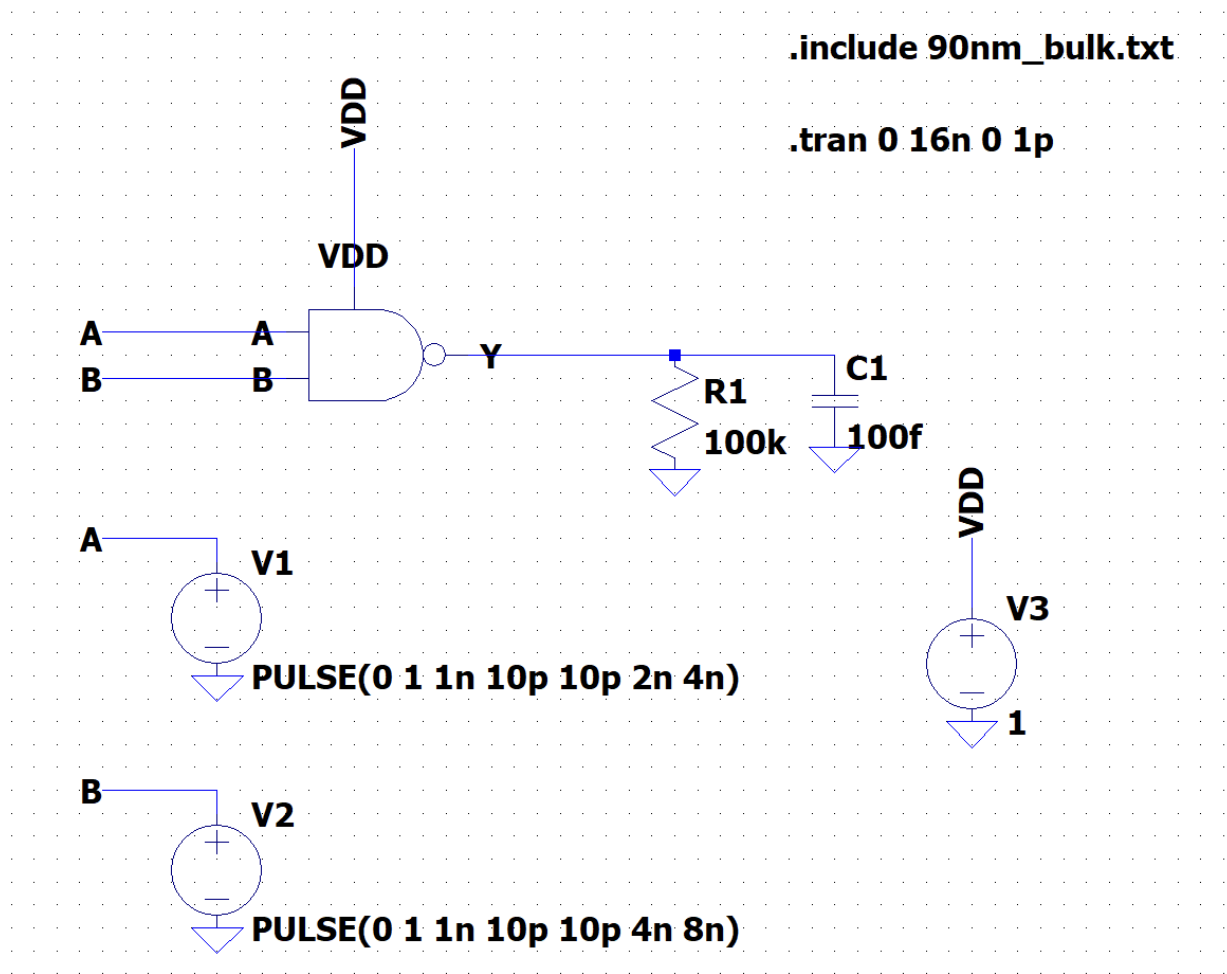 .include 90nm_bulk.txt
VDD
.tran 0 16n 0 1p
VDD
A
A
B
B
Y
R1
100k
C1
100f
VDD
A
V1
PULSE(0 1 1n 10p 10p 2n 4n)
V3
1
B
V2
PULSE(0 1 1n 10p 10p 4n 8n)